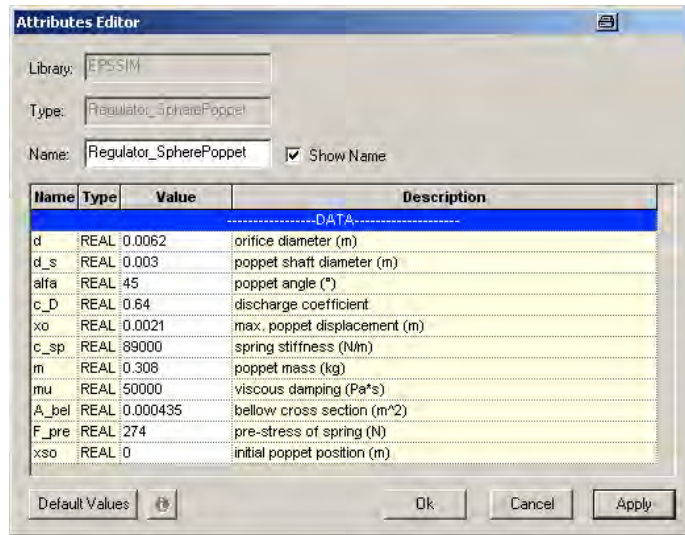 Attributes Editor
Library: EPSSIM
Type: Regulator_SpherePoppet
Name: Regulator_SpherePoppet Show Name
Name Type Value Description
-----------------DATA--------------------
d REAL 0.0062 orifice diameter (m)
d_s REAL 0.003 poppet shaft diameter (m)
alfa REAL 45 poppet angle (°)
c_D REAL 0.64 discharge coefficient
xo REAL 0.0021 max. poppet displacement (m)
c_sp REAL 89000 spring stiffness (N/m)
m REAL 0.308 poppet mass (kg)
mu REAL 50000 viscous damping (Pa*s)
A_bel REAL 0.000435 bellow cross section (m^2)
F_pre REAL 274 pre-stress of spring (N)
xso REAL 0 initial poppet position (m)
Default Values Ok Cancel Apply